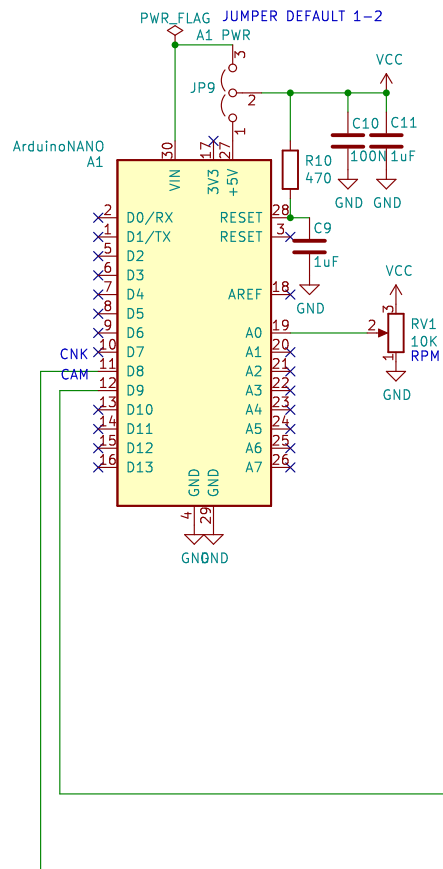 PWR_FLAG
JUMPER DEFAULT 1-2
A1 PWR
3
VCC
JP9
2
1
C10
C11
100N
1uF
ArduinoNANO
A1
30
17
27
VIN
3V3
+5V
R10
470
GND
GND
2
D0/RX
RESET
28
C9
1
D1/TX
RESET
3
5
D2
1uF
6
D3
VCC
7
D4
AREF
18
GND
8
D5
3
9
D6
A0
19
2
RV1
10K
CNK
10
D7
A1
20
1
RPM
11
D8
A2
21
CAM
12
D9
A3
22
GND
13
D10
A4
23
14
D11
A5
24
15
D12
A6
25
16
D13
A7
26
GND
GND
4
29
GND
GND